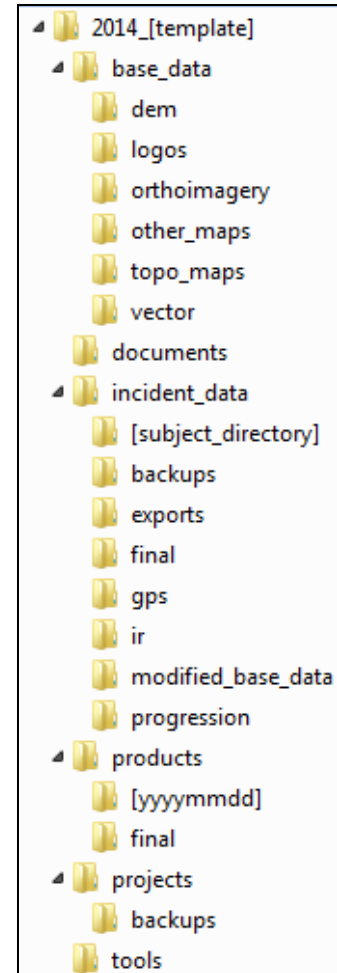 2014_[template]
base_data
dem
logos
orthoimagery
other_maps
topo_maps
vector
documents
incident_data
[subject_directory]
backups
exports
final
gps
ir
modified_base_data
progression
products
[yyyymmdd]
final
projects
backups
tools